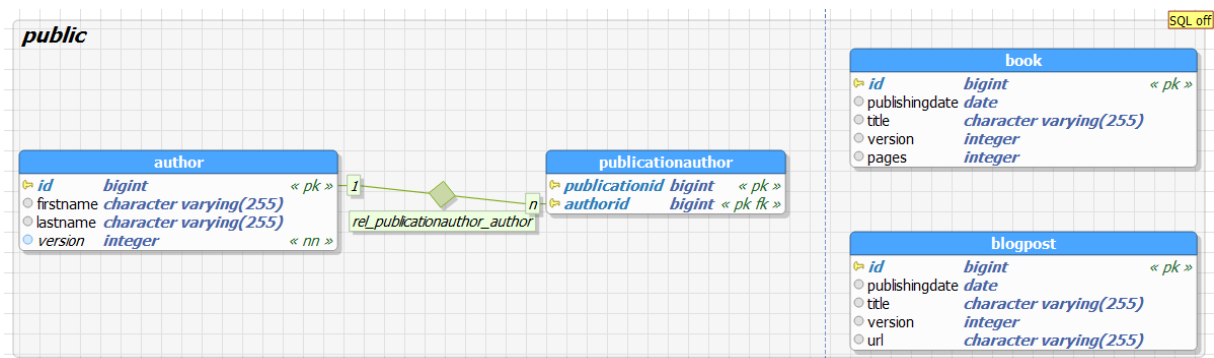 SQL off
public
book
id bigint « pk »
publishingdate date
title character varying(255)
version integer
pages integer
author
id bigint « pk »
firstname character varying(255)
lastname character varying(255)
version integer « nn »
1
n
rel_publicationauthor_author
publicationauthor
publicationid bigint « pk »
authorid bigint « pk fk »
blogpost
id bigint « pk »
publishingdate date
title character varying(255)
version integer
url character varying(255)